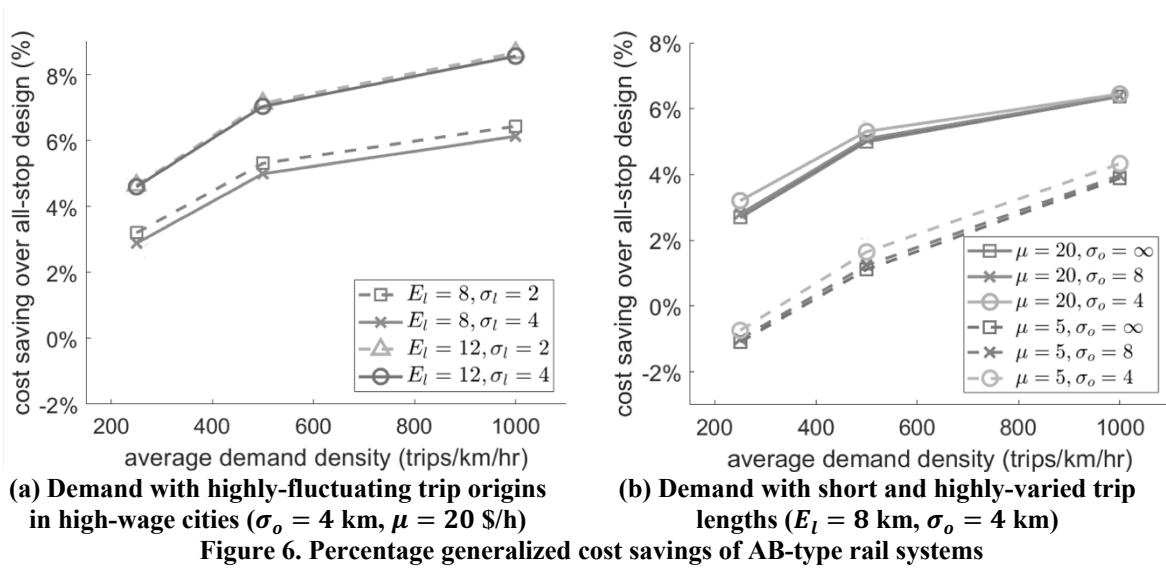 cost saving over all-stop design (%)
8%
6%
4%
2%
0%
-2%
E_l = 8, σ_l = 2
E_l = 8, σ_l = 4
E_l = 12, σ_l = 2
E_l = 12, σ_l = 4
200 400 600 800 1000
average demand density (trips/km/hr)
(a) Demand with highly-fluctuating trip origins
in high-wage cities (σ_o = 4 km, μ = 20 $/h)
cost saving over all-stop design (%)
8%
6%
4%
2%
0%
-2%
μ = 20, σ_o = ∞
μ = 20, σ_o = 8
μ = 20, σ_o = 4
μ = 5, σ_o = ∞
μ = 5, σ_o = 8
μ = 5, σ_o = 4
200 400 600 800 1000
average demand density (trips/km/hr)
(b) Demand with short and highly-varied trip
lengths (E_l = 8 km, σ_o = 4 km)
Figure 6. Percentage generalized cost savings of AB-type rail systems